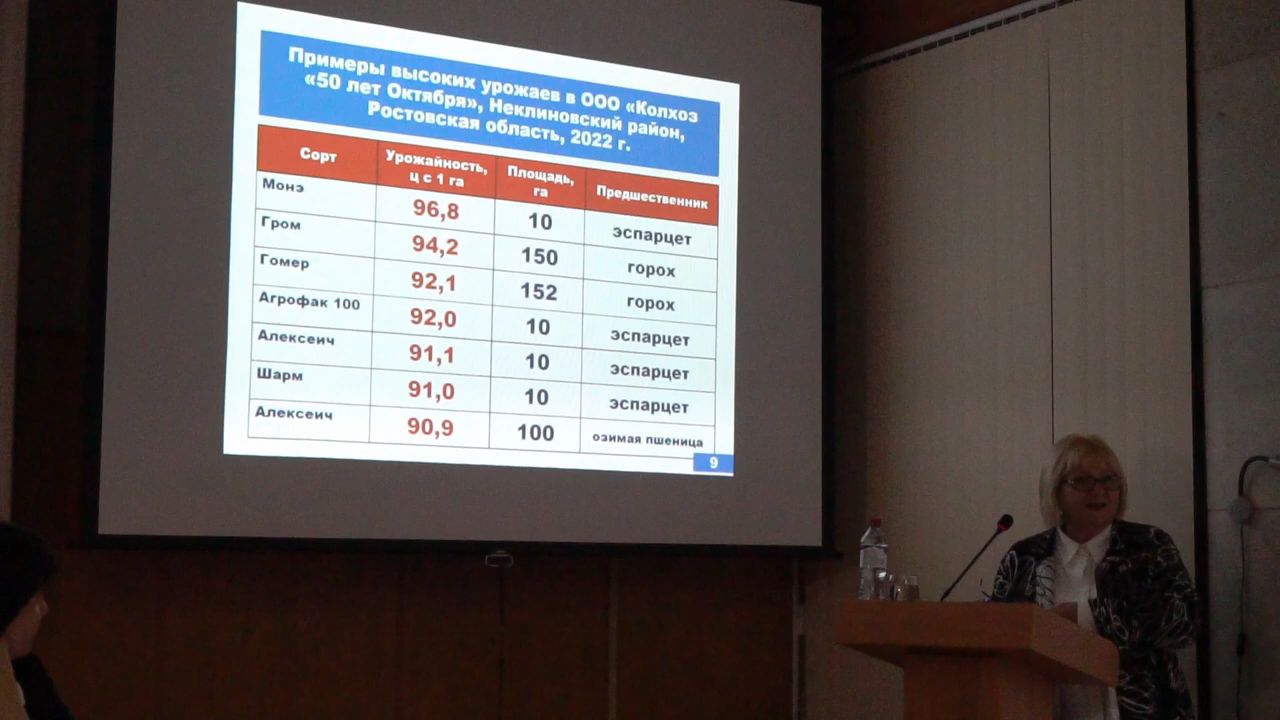 Примеры высоких урожаев в ООО «Колхоз
«50 лет Октября», Неклиновский район,
Ростовская область, 2022 г.
Сорт Урожайность, ц с 1 га Площадь, га Предшественник
Монэ 96,8 10 эспарцет
Гром 94,2 150 горох
Гомер 92,1 152 горох
Агрофак 100 92,0 10 эспарцет
Алексеич 91,1 10 эспарцет
Шарм 91,0 10 эспарцет
Алексеич 90,9 100 озимая пшеница
9